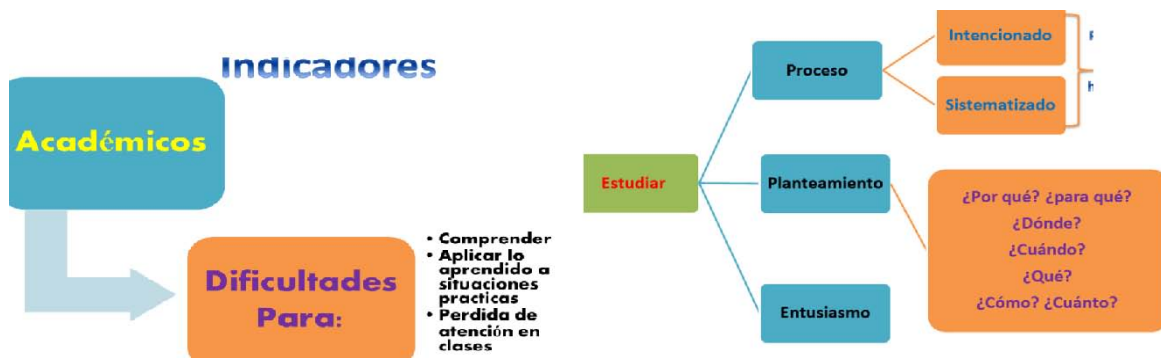 Indicadores
Académicos
Dificultades
Para:
• Comprender
• Aplicar lo
aprendido a
situaciones
practicas
• Perdida de
atención en
clases
Estudiar
Proceso
Planteamiento
Entusiasmo
Intencionado
Sistematizado
¿Por qué? ¿para qué?
¿Dónde?
¿Cuándo?
¿Qué?
¿Cómo? ¿Cuánto?